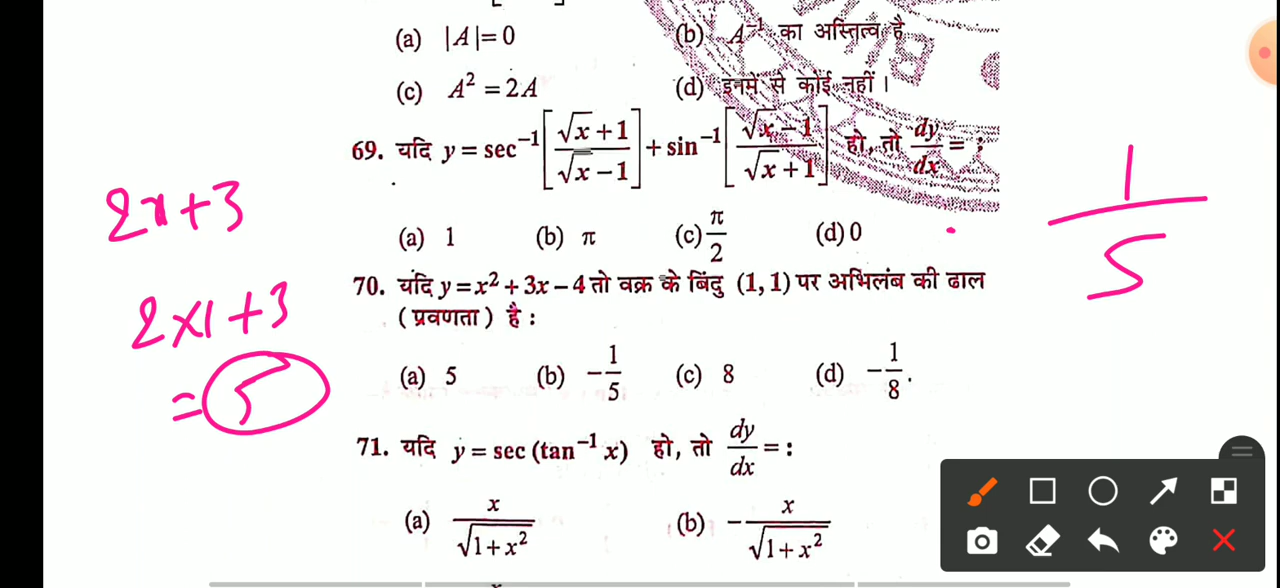 (a) |A|=0 (b) A⁻¹ का अस्तित्व है
(c) A² = 2A (d) इनमें से कोई नहीं।
69. यदि y = sec⁻¹[(√x + 1)/(√x − 1)] + sin⁻¹[(√x − 1)/(√x + 1)] हो, तो dy/dx = :
(a) 1 (b) π (c) π/2 (d) 0
70. यदि y = x² + 3x − 4 तो वक्र के बिंदु (1, 1) पर अभिलंब की ढाल
(प्रवणता) है :
(a) 5 (b) −1/5 (c) 8 (d) −1/8.
71. यदि y = sec (tan⁻¹ x) हो, तो dy/dx = :
(a) x/√(1 + x²) (b) −x/√(1 + x²)
2x+3
2×1+3
=5
1/5